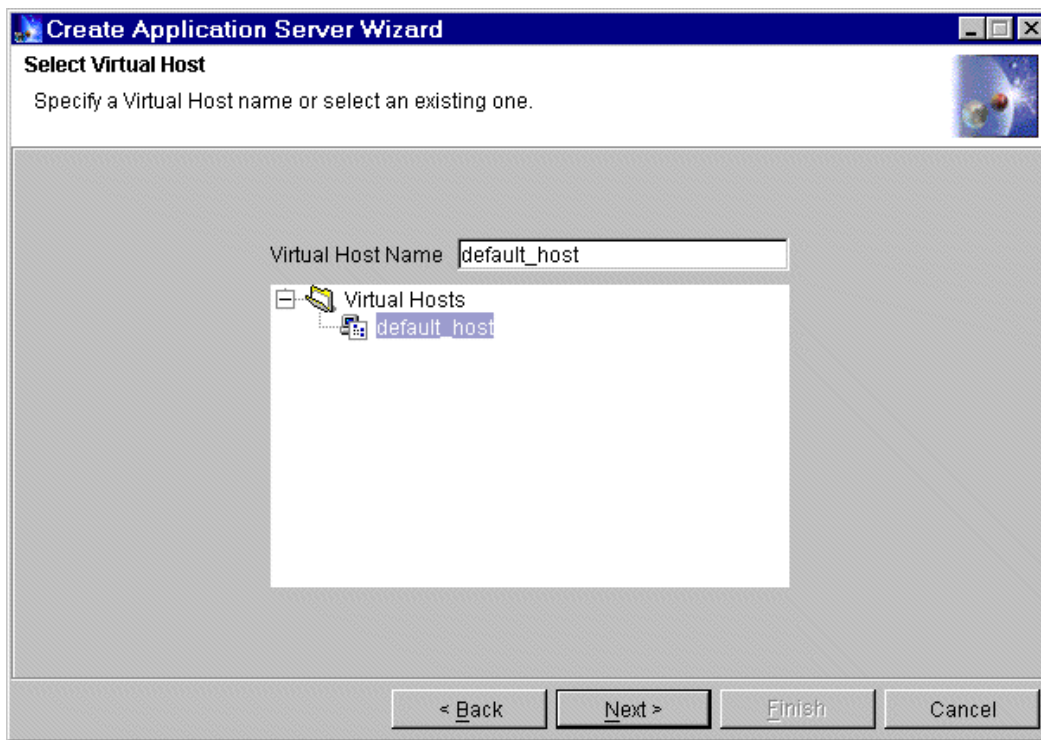 Create Application Server Wizard
Select Virtual Host
Specify a Virtual Host name or select an existing one.
Virtual Host Name default_host
Virtual Hosts
default_host
< Back Next > Finish Cancel